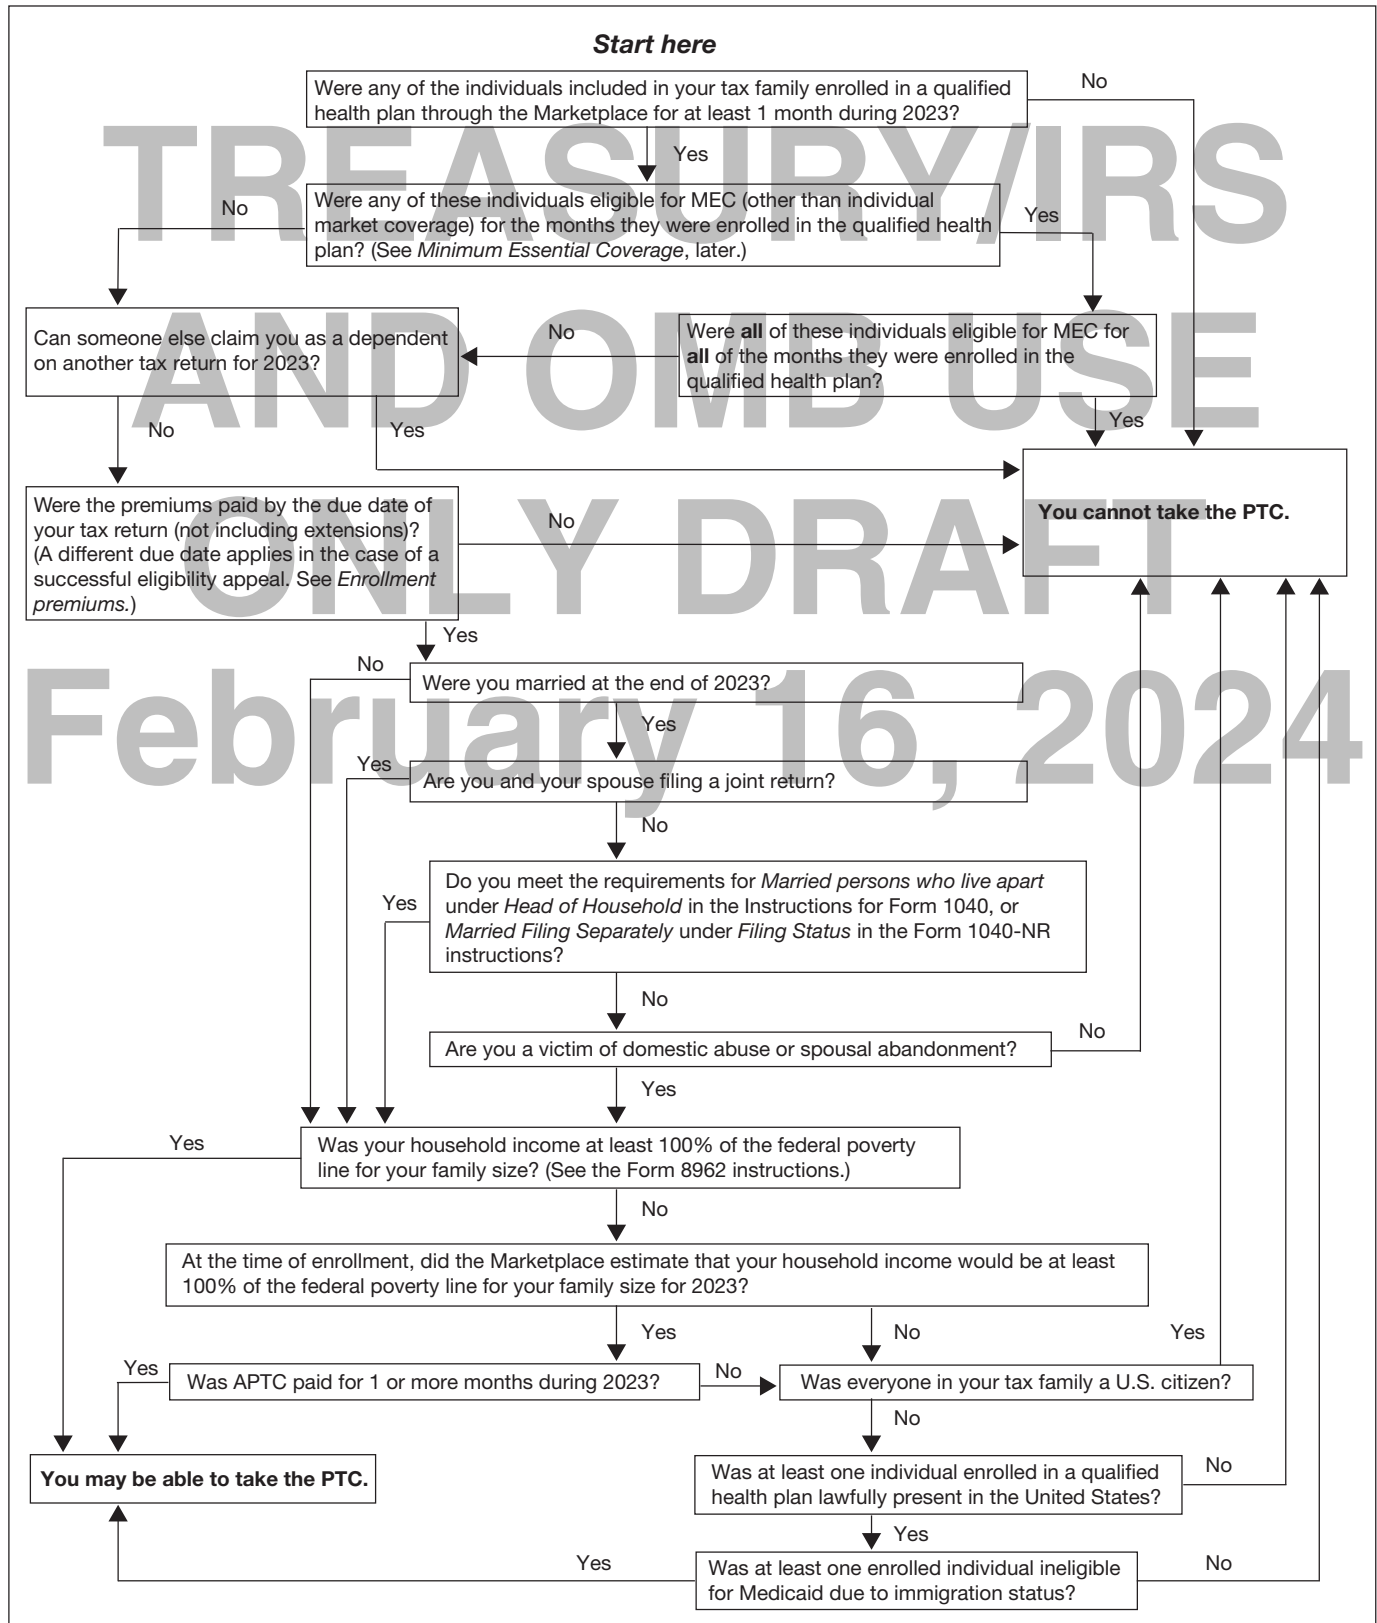 Start here
Were any of the individuals included in your tax family enrolled in a qualified
health plan through the Marketplace for at least 1 month during 2023?
No
Yes
TREASURY/IRS
Were any of these individuals eligible for MEC (other than individual
market coverage) for the months they were enrolled in the qualified health
plan? (See Minimum Essential Coverage, later.)
No
Yes
Can someone else claim you as a dependent
on another tax return for 2023?
No
Were all of these individuals eligible for MEC for
all of the months they were enrolled in the
qualified health plan?
AND OMB USE
No
Yes
Yes
Were the premiums paid by the due date of
your tax return (not including extensions)?
(A different due date applies in the case of a
successful eligibility appeal. See Enrollment
premiums.)
No
You cannot take the PTC.
ONLY DRAFT
Yes
No
Were you married at the end of 2023?
Yes
February 16, 2024
Yes
Are you and your spouse filing a joint return?
No
Do you meet the requirements for Married persons who live apart
under Head of Household in the Instructions for Form 1040, or
Married Filing Separately under Filing Status in the Form 1040-NR
instructions?
Yes
No
Are you a victim of domestic abuse or spousal abandonment?
No
Yes
Was your household income at least 100% of the federal poverty
line for your family size? (See the Form 8962 instructions.)
Yes
No
At the time of enrollment, did the Marketplace estimate that your household income would be at least
100% of the federal poverty line for your family size for 2023?
Yes
No
Yes
Yes
Was APTC paid for 1 or more months during 2023?
No
Was everyone in your tax family a U.S. citizen?
No
You may be able to take the PTC.
Was at least one individual enrolled in a qualified
health plan lawfully present in the United States?
No
Yes
Yes
Was at least one enrolled individual ineligible
for Medicaid due to immigration status?
No